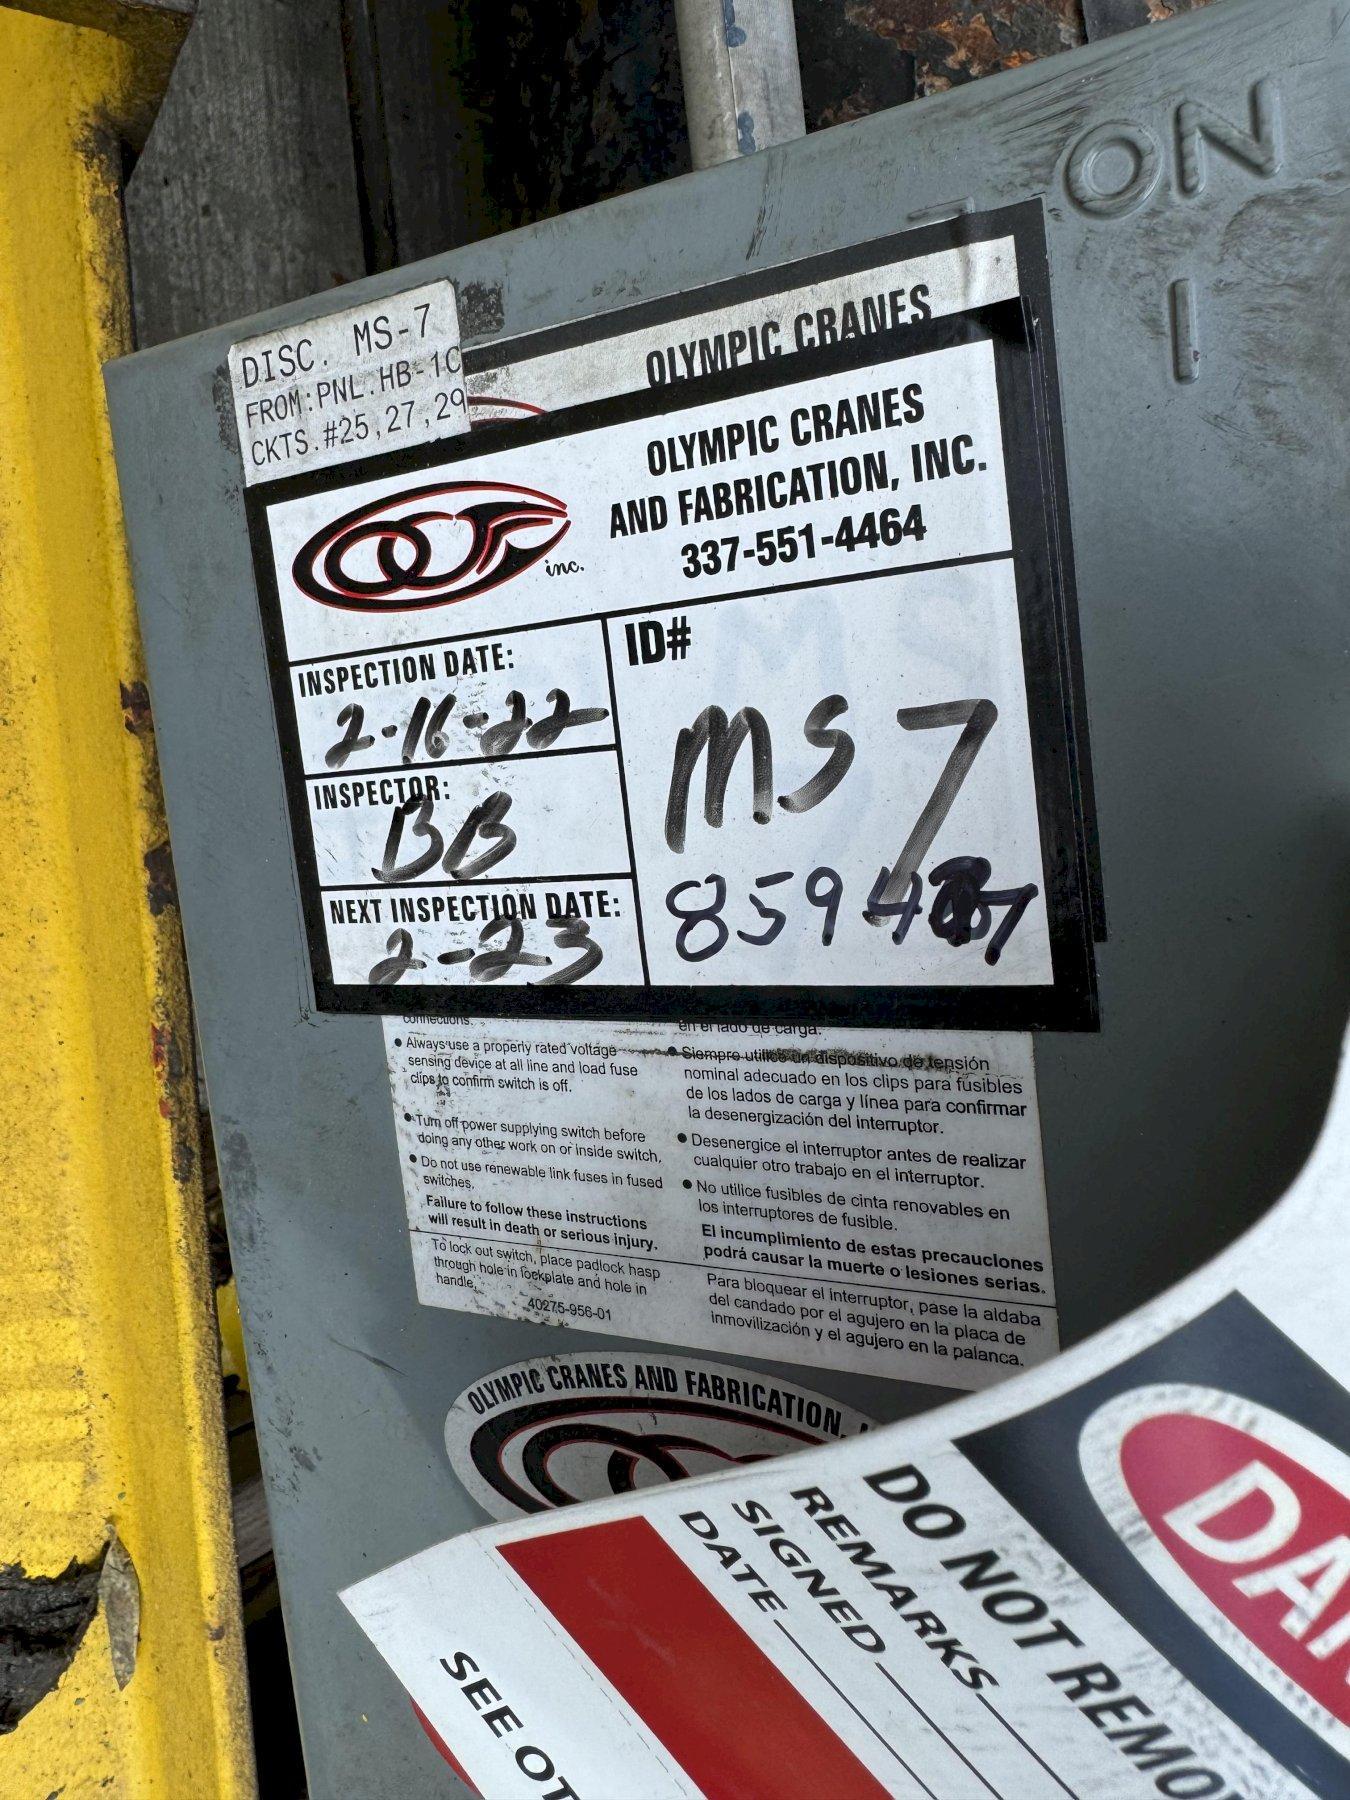 ON
I
DISC. MS-7
FROM:PNL.HB-1C
CKTS.#25,27,29
OLYMPIC CRANES
OLYMPIC CRANES
AND FABRICATION, INC.
337-551-4464
inc.
INSPECTION DATE:
2-16-22
INSPECTOR:
BB
NEXT INSPECTION DATE:
2-23
ID#
MS 7
connections.
• Always use a properly rated voltage
sensing device at all line and load fuse
clips to confirm switch is off.
• Turn off power supplying switch before
doing any other work on or inside switch,
• Do not use renewable link fuses in fused
switches.
Failure to follow these instructions
will result in death or serious injury.
To lock out switch, place padlock hasp
through hole in lockplate and hole in
handle.
40275-956-01
en el lado de carga.
• Siempre utilice un dispositivo de tensión
nominal adecuado en los clips para fusibles
de los lados de carga y línea para confirmar
la desenergización del interruptor.
• Desenergice el interruptor antes de realizar
cualquier otro trabajo en el interruptor.
• No utilice fusibles de cinta renovables en
los interruptores de fusible.
El incumplimiento de estas precauciones
podrá causar la muerte o lesiones serias.
Para bloquear el interruptor, pase la aldaba
del candado por el agujero en la placa de
inmovilización y el agujero en la palanca.
OLYMPIC CRANES AND FABRICATION,
DAN
DO NOT REMO
REMARKS
SIGNED
DATE
SEE OT